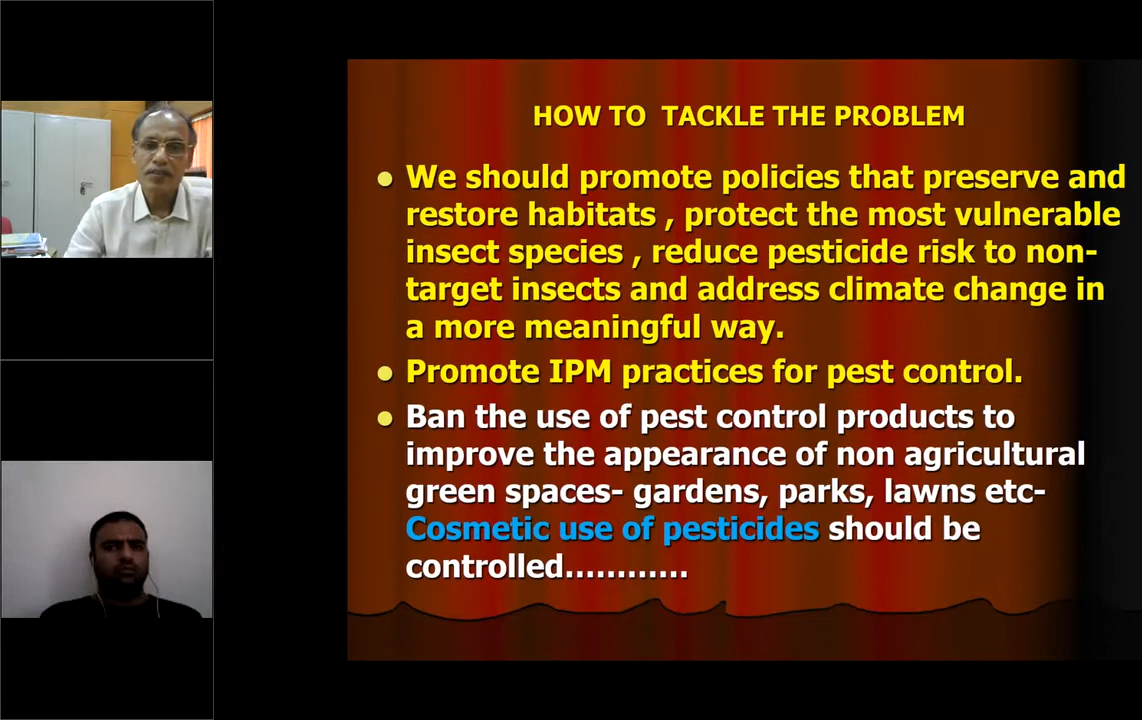 HOW TO TACKLE THE PROBLEM
We should promote policies that preserve and
restore habitats , protect the most vulnerable
insect species , reduce pesticide risk to non-
target insects and address climate change in
a more meaningful way.
Promote IPM practices for pest control.
Ban the use of pest control products to
improve the appearance of non agricultural
green spaces- gardens, parks, lawns etc-
Cosmetic use of pesticides should be
controlled............